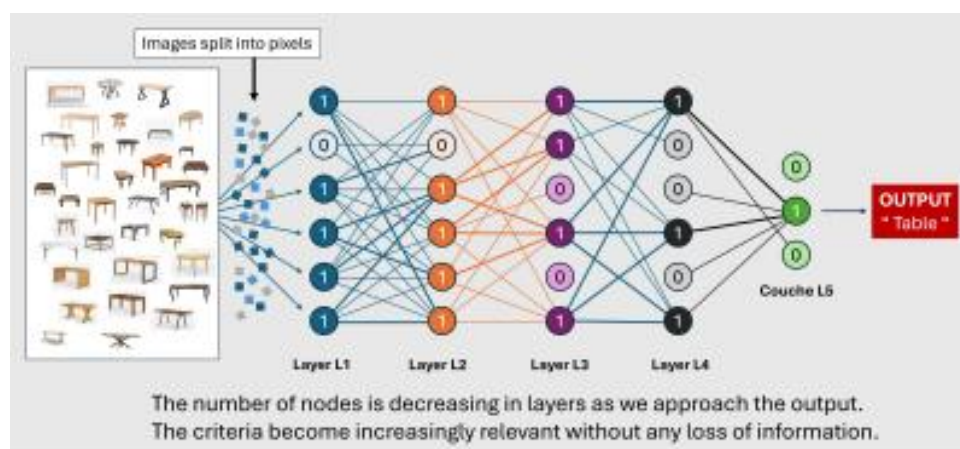 Images split into pixels
1 1 1 1
0 0 1 0 0
1 1 0 0 1
1 1 1 1
1 1 0 0 0
1 1 1 1
OUTPUT
" Table "
Couche L5
Layer L1 Layer L2 Layer L3 Layer L4
The number of nodes is decreasing in layers as we approach the output.
The criteria become increasingly relevant without any loss of information.